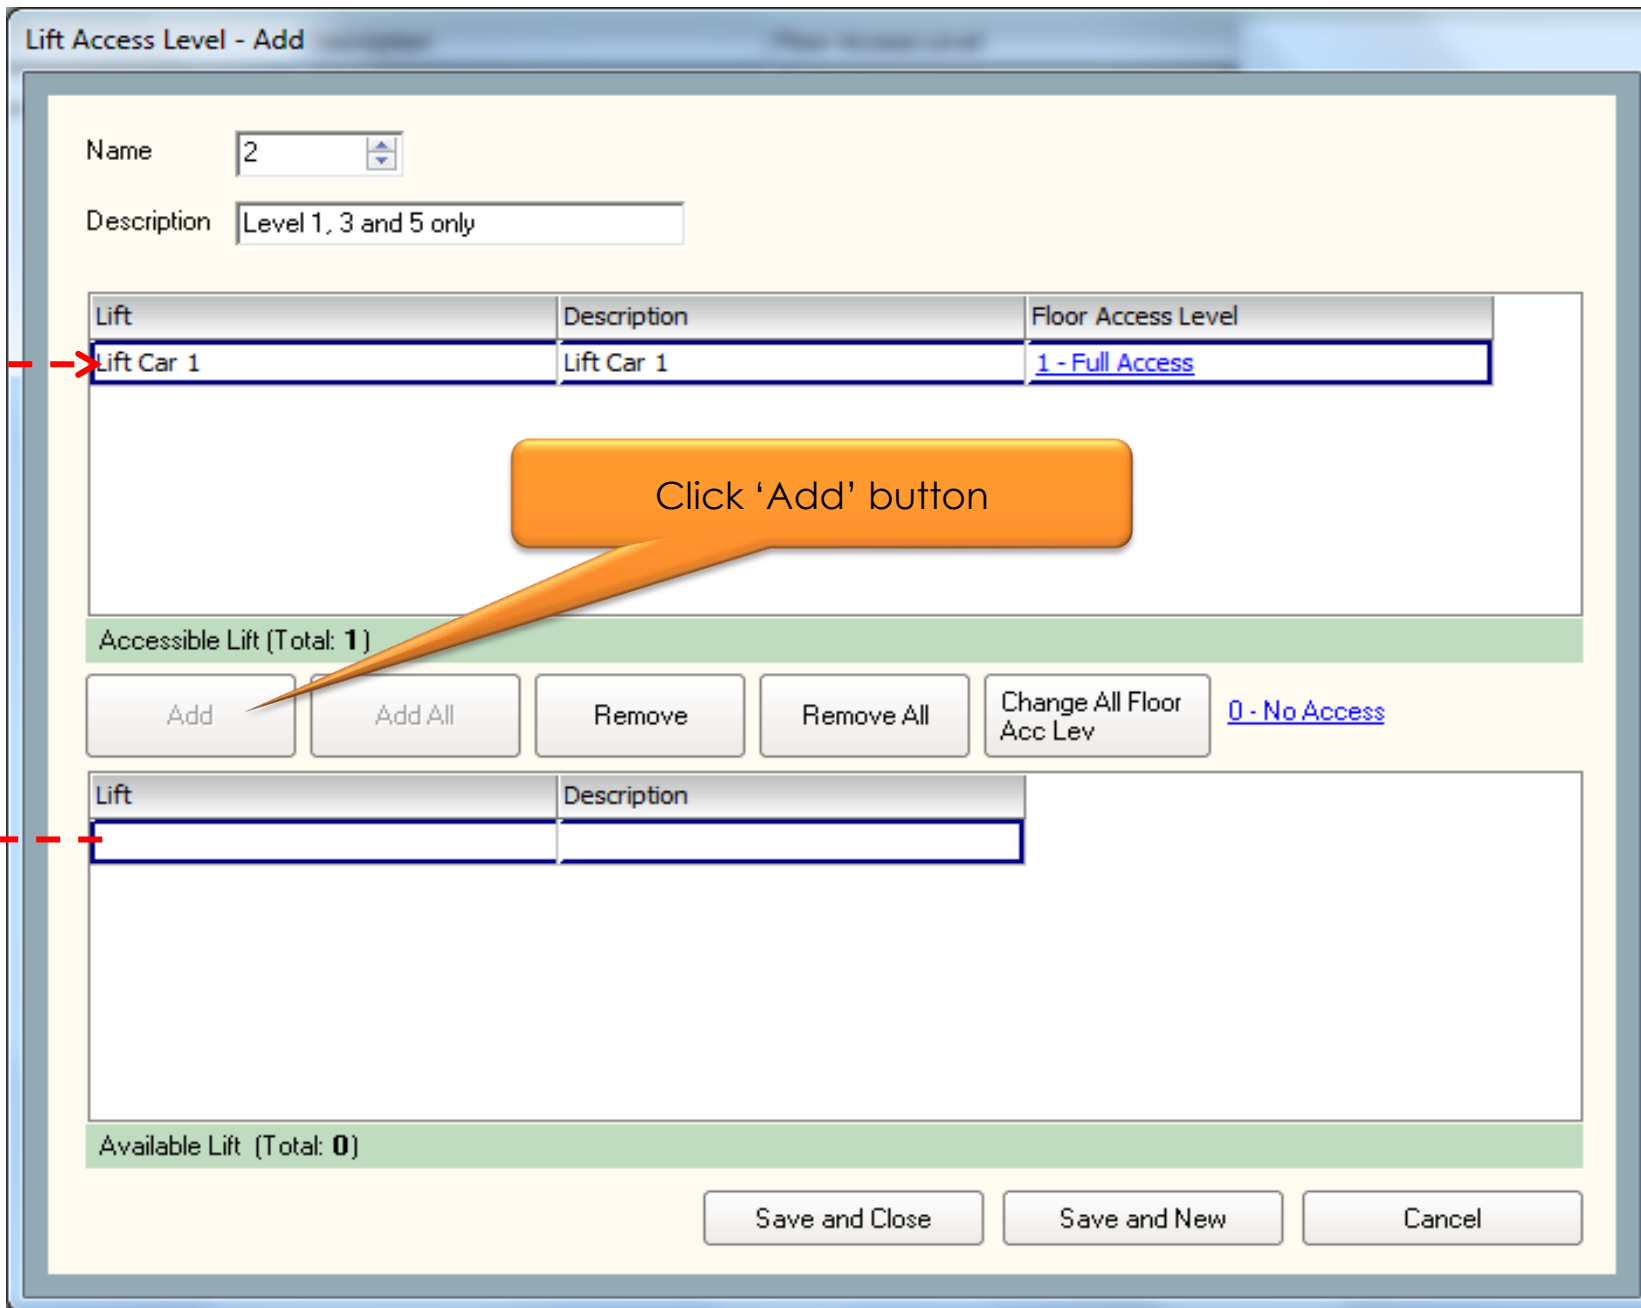 Lift Access Level - Add
Name 2
Description Level 1, 3 and 5 only
Lift Description Floor Access Level
Lift Car 1 Lift Car 1 1 - Full Access
Click ‘Add’ button
Accessible Lift (Total: 1)
Add Add All Remove Remove All Change All Floor Acc Lev 0 - No Access
Lift Description
Available Lift (Total: 0)
Save and Close Save and New Cancel